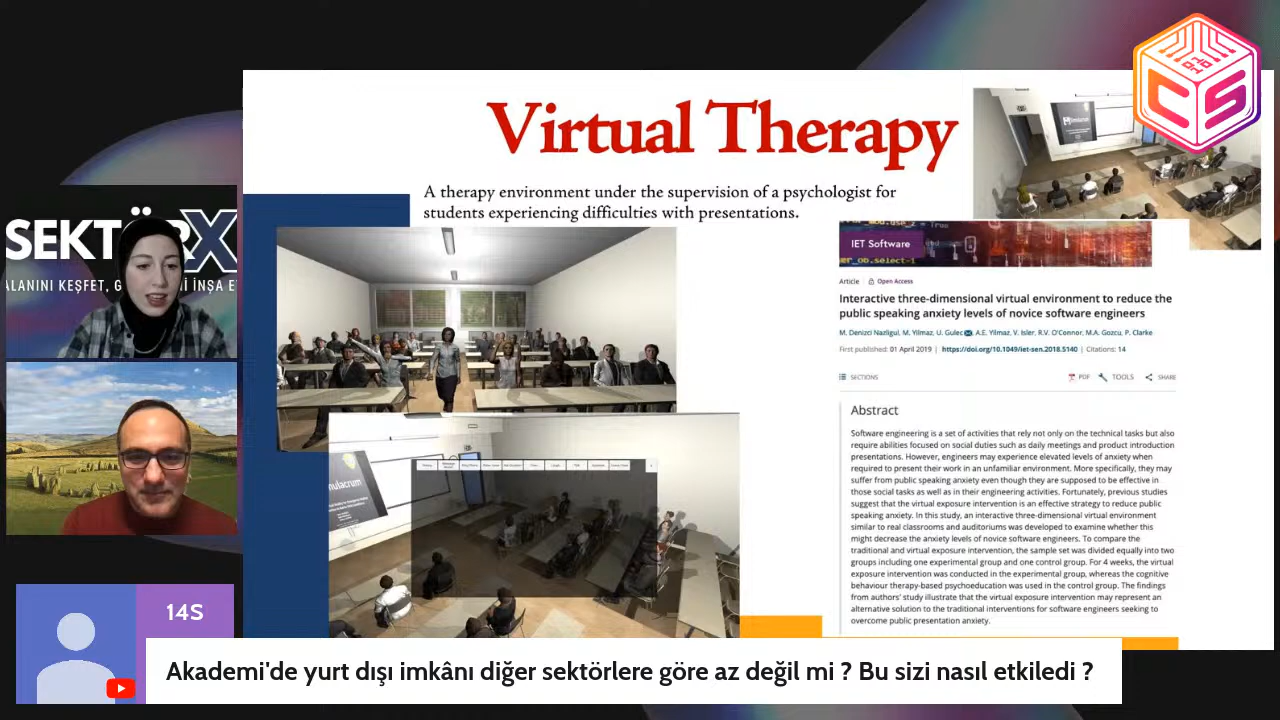 Virtual Therapy
A therapy environment under the supervision of a psychologist for
students experiencing difficulties with presentations.
CS
SEKTÖRX
ALANINI KEŞFET, G
İ İNŞA E
IET Software
Article
Open Access
Interactive three-dimensional virtual environment to reduce the
public speaking anxiety levels of novice software engineers
M. Denizci Nazligul, M. Yilmaz, U. Gulec, A.E. Yilmaz, V. Isler, R.V. O'Connor, M.A. Gozcu, P. Clarke
First published: 01 April 2019 | https://doi.org/10.1049/iet-sen.2018.5140 | Citations: 14
SECTIONS
PDF
TOOLS
SHARE
Abstract
Software engineering is a set of activities that rely not only on the technical tasks but also
require abilities focused on social duties such as daily meetings and product introduction
presentations. However, engineers may experience elevated levels of anxiety when
required to present their work in an unfamiliar environment. More specifically, they may
suffer from public speaking anxiety even though they are supposed to be effective in
those social tasks as well as in their engineering activities. Fortunately, previous studies
suggest that the virtual exposure intervention is an effective strategy to reduce public
speaking anxiety. In this study, an interactive three-dimensional virtual environment
similar to real classrooms and auditoriums was developed to examine whether this
might decrease the anxiety levels of novice software engineers. To compare the
traditional and virtual exposure intervention, the sample set was divided equally into two
groups including one experimental group and one control group. For 4 weeks, the virtual
exposure intervention was conducted in the experimental group, whereas the cognitive
behaviour therapy-based psychoeducation was used in the control group. The findings
from authors' study illustrate that the virtual exposure intervention may represent an
alternative solution to the traditional interventions for software engineers seeking to
overcome public presentation anxiety.
mulacrum
14S
Akademi'de yurt dışı imkânı diğer sektörlere göre az değil mi ? Bu sizi nasıl etkiledi ?